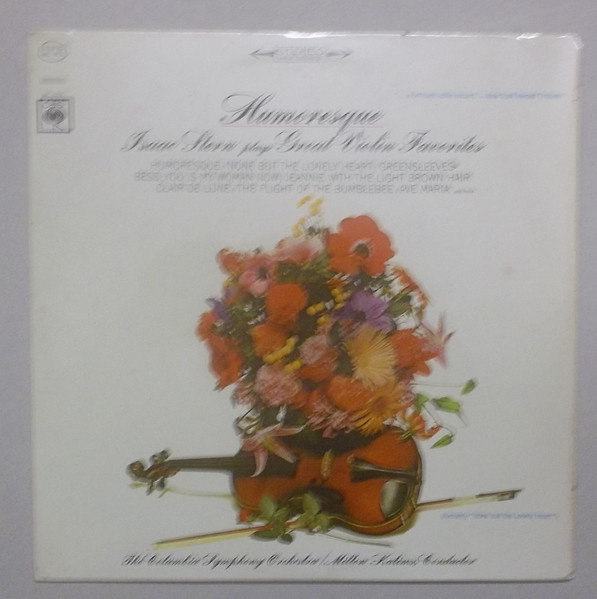 Humoresque
Isaac Stern plays Great Violin Favorites
HUMORESQUE/NONE BUT THE LONELY HEART/GREENSLEEVES
BESS, YOU IS MY WOMAN NOW/JEANNIE WITH THE LIGHT BROWN HAIR
CLAIR DE LUNE/THE FLIGHT OF THE BUMBLEBEE/AVE MARIA
The Columbia Symphony Orchestra/Milton Katims, Conductor